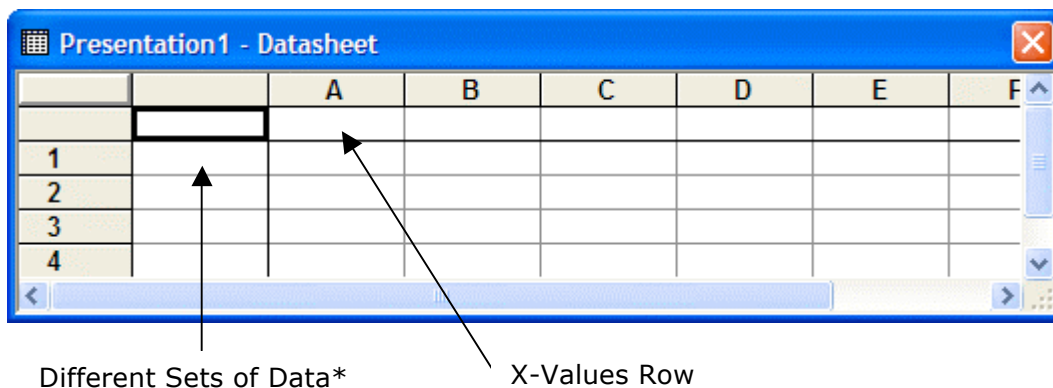 Presentation1 - Datasheet
A B C D E F
1
2
3
4
Different Sets of Data* X-Values Row